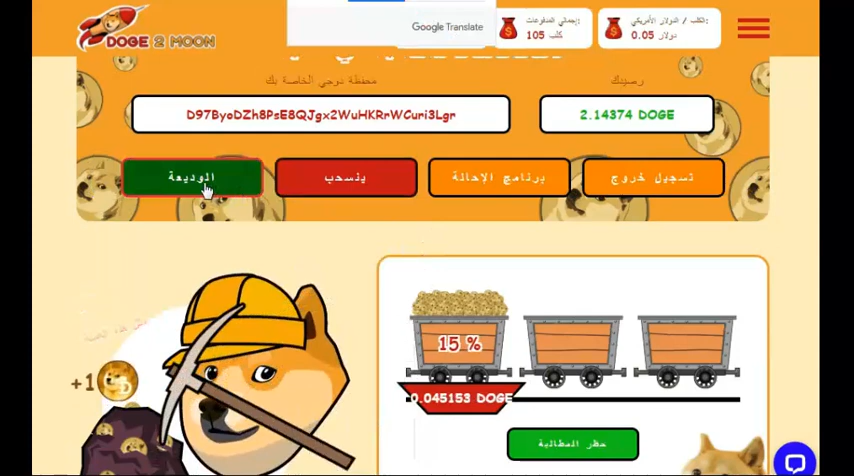 DOGE 2 MOON
Google Translate
إجمالي المدفوعات:
105 كلب
الكلب / الدولار الأمريكي:
0.05 دولار
محفظة دوجي الخاصة بك
رصيدك
D97ByoDZh8PsE8QJgx2WuHKRrWCuri3Lgr
2.14374 DOGE
الوديعة
ينسحب
برنامج الإحالة
تسجيل خروج
15 %
0.045153 DOGE
+1
حظر المطالبة